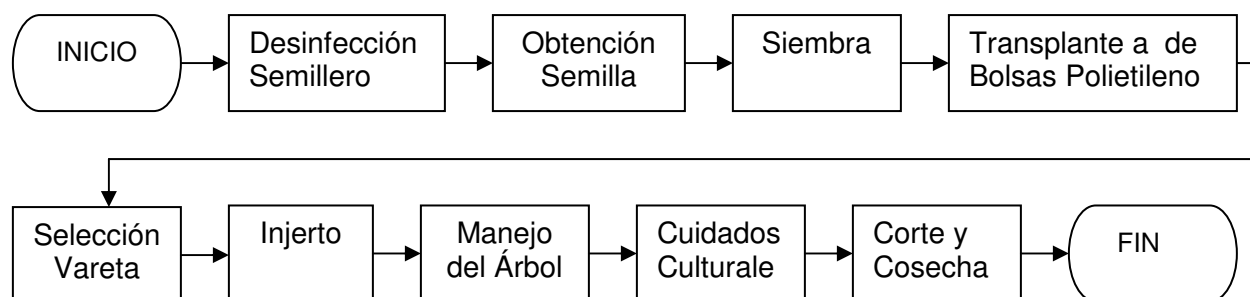 INICIO
Desinfección
Semillero
Obtención
Semilla
Siembra
Transplante a de
Bolsas Polietileno
Selección
Vareta
Injerto
Manejo
del Árbol
Cuidados
Culturale
Corte y
Cosecha
FIN